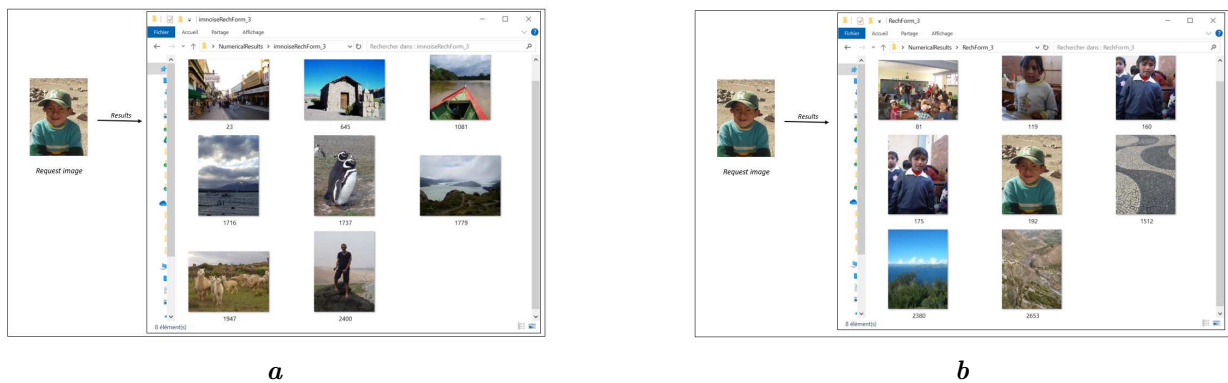 imnoiseRechForm_3
Fichier Accueil Partage Affichage
NumericalResults > imnoiseRechForm_3 Rechercher dans : imnoiseRechForm_3
Results
Request image
23 645 1081
1716 1737 1779
1947 2400
8 élément(s)
a
RechForm_3
Fichier Accueil Partage Affichage
NumericalResults > RechForm_3 Rechercher dans : RechForm_3
Results
Request image
81 119 160
175 192 1512
2380 2653
8 élément(s)
b